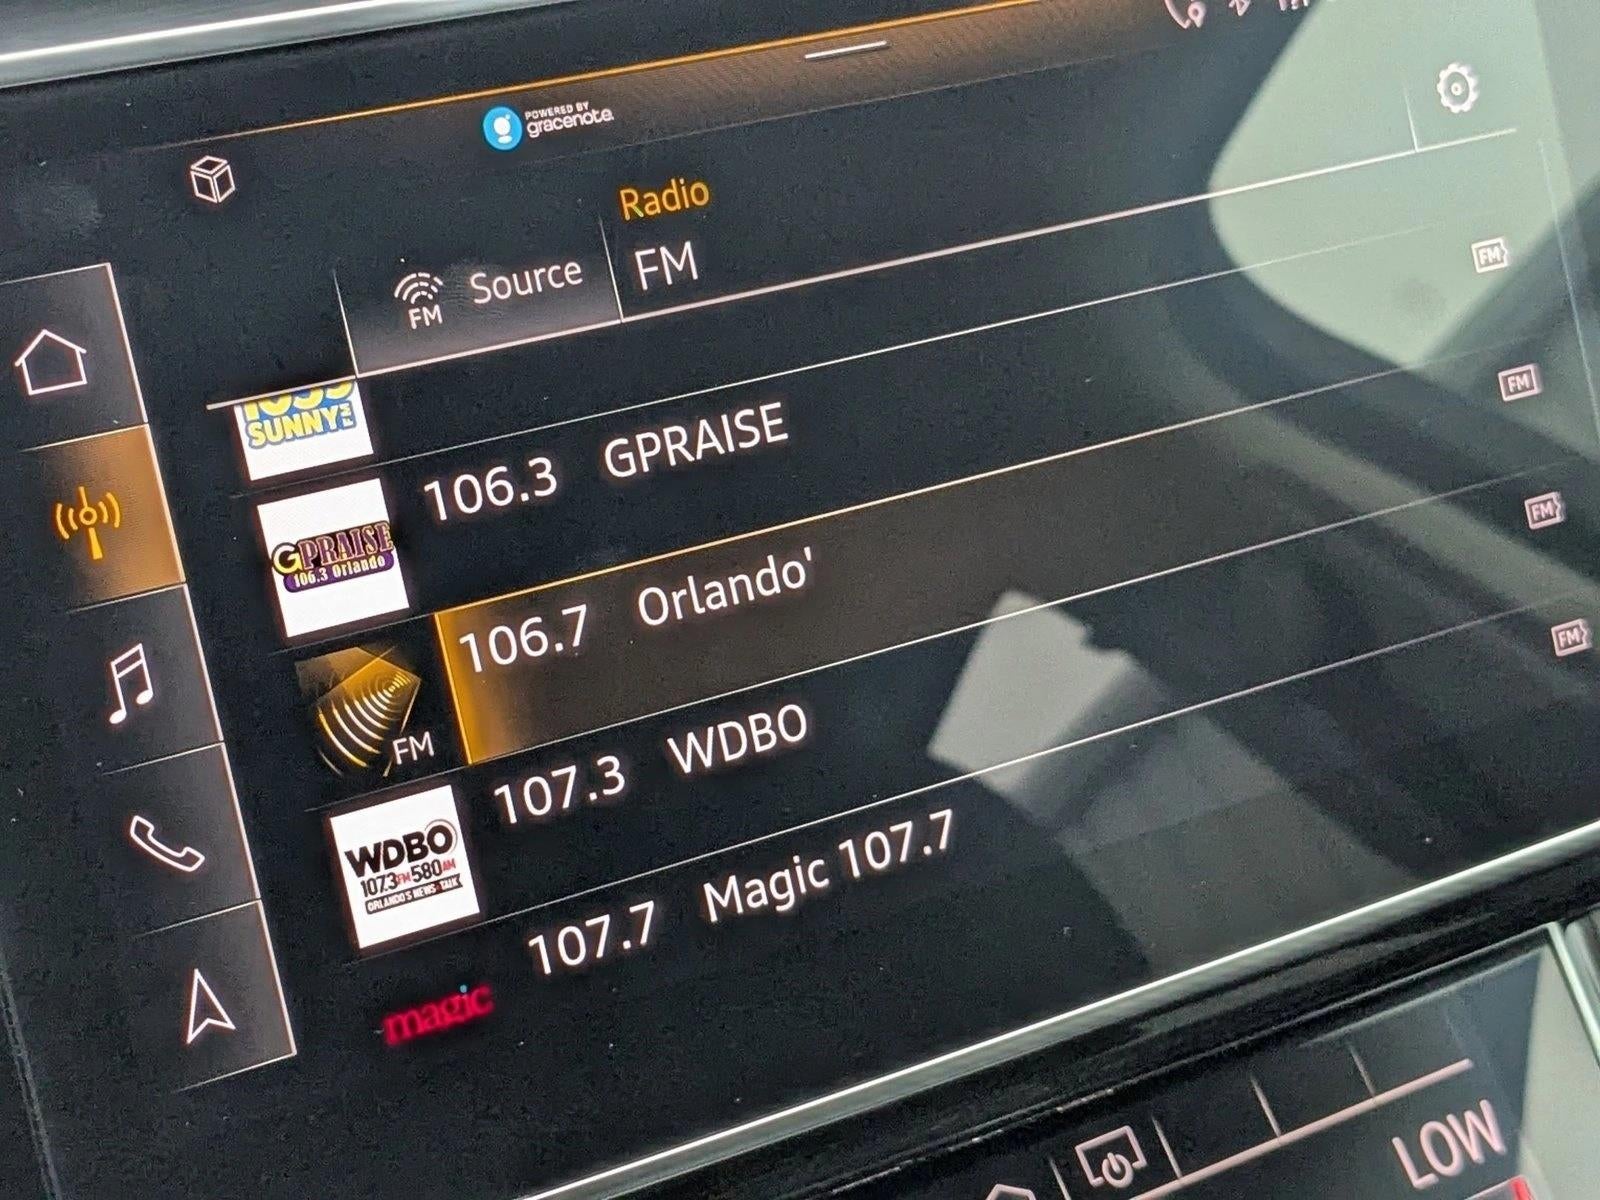 POWERED BY
gracenote.
Radio
FM
Source
FM
SUNNY FM
FM
106.3 GPRAISE
GPRAISE
106.3 Orlando
FM
106.7 Orlando'
FM
FM
107.3 WDBO
WDBO
107.3FM 580AM
ORLANDO'S NEWS & TALK
FM
107.7 Magic 107.7
magic
LOW